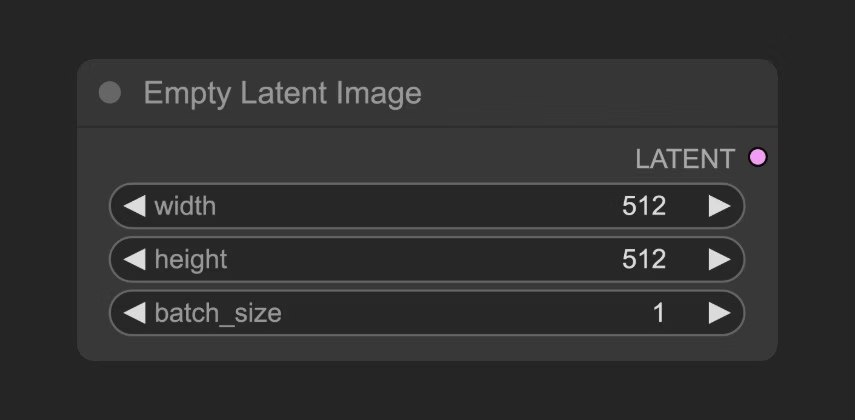 Empty Latent Image
LATENT
width 512
height 512
batch_size 1